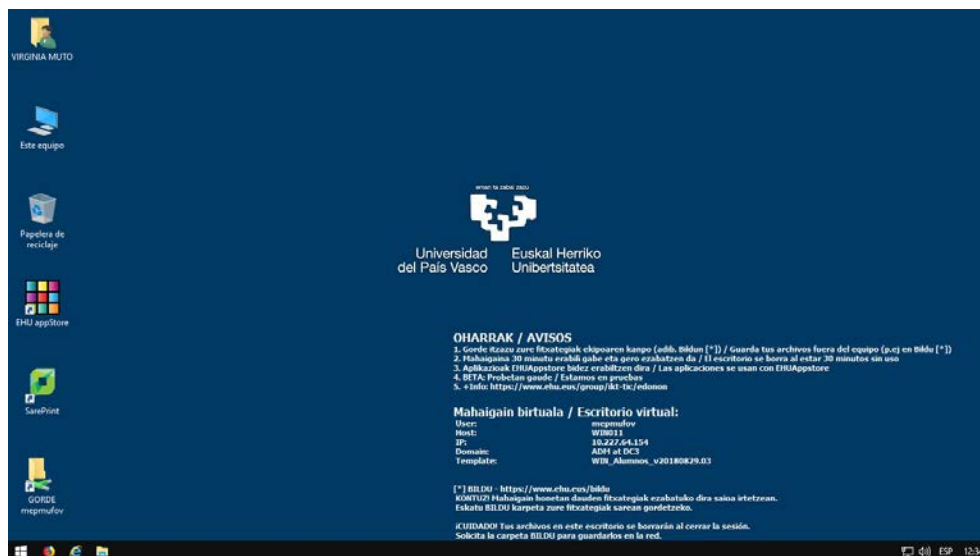 VIRGINIA MUTO
Este equipo
Papelera de
reciclaje
EHU appStore
SarePrint
GORDE
mepmufov
eman ta zabal zazu
Universidad
del País Vasco
Euskal Herriko
Unibertsitatea
OHARRAK / AVISOS
1. Gorde itzazu zure fitxategiak ekipoaren kanpo (adib. Bildun [*]) / Guarda tus archivos fuera del equipo (p.ej en Bildu [*])
2. Mahaigaina 30 minutu erabili gabe eta gero ezabatzen da / El escritorio se borra al estar 30 minutos sin uso
3. Aplikazioak EHUAppstore bidez erabiltzen dira / Las aplicaciones se usan con EHUAppstore
4. BETA: Probetan gaude / Estamos en pruebas
5. +Info: https://www.ehu.eus/group/ikt-tic/edonon
Mahaigain birtuala / Escritorio virtual:
User: mepmufov
Host: WIN011
IP: 10.227.64.154
Domain: ADM at DC3
Template: WIN_Alumnos_v20180829.03
[*] BILDU - https://www.ehu.eus/bildu
KONTUZ! Mahaigain honetan dauden fitxategiak ezabatuko dira saioa irtetzean.
Eskatu BILDU karpeta zure fitxategiak sarean gordetzeko.
¡CUIDADO! Tus archivos en este escritorio se borrarán al cerrar la sesión.
Solicita la carpeta BILDU para guardarlos en la red.
ESP